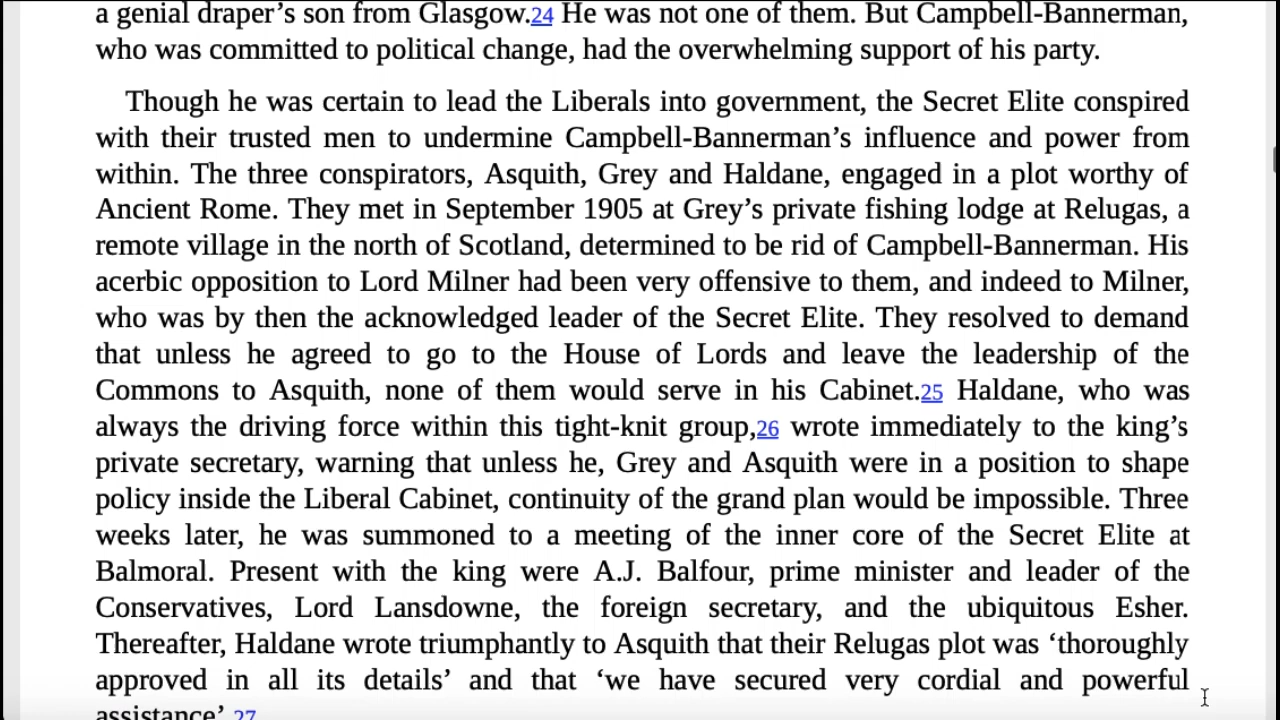 a genial draper’s son from Glasgow.24 He was not one of them. But Campbell-Bannerman,
who was committed to political change, had the overwhelming support of his party.
Though he was certain to lead the Liberals into government, the Secret Elite conspired
with their trusted men to undermine Campbell-Bannerman’s influence and power from
within. The three conspirators, Asquith, Grey and Haldane, engaged in a plot worthy of
Ancient Rome. They met in September 1905 at Grey’s private fishing lodge at Relugas, a
remote village in the north of Scotland, determined to be rid of Campbell-Bannerman. His
acerbic opposition to Lord Milner had been very offensive to them, and indeed to Milner,
who was by then the acknowledged leader of the Secret Elite. They resolved to demand
that unless he agreed to go to the House of Lords and leave the leadership of the
Commons to Asquith, none of them would serve in his Cabinet.25 Haldane, who was
always the driving force within this tight-knit group,26 wrote immediately to the king’s
private secretary, warning that unless he, Grey and Asquith were in a position to shape
policy inside the Liberal Cabinet, continuity of the grand plan would be impossible. Three
weeks later, he was summoned to a meeting of the inner core of the Secret Elite at
Balmoral. Present with the king were A.J. Balfour, prime minister and leader of the
Conservatives, Lord Lansdowne, the foreign secretary, and the ubiquitous Esher.
Thereafter, Haldane wrote triumphantly to Asquith that their Relugas plot was ‘thoroughly
approved in all its details’ and that ‘we have secured very cordial and powerful
assistance’.27